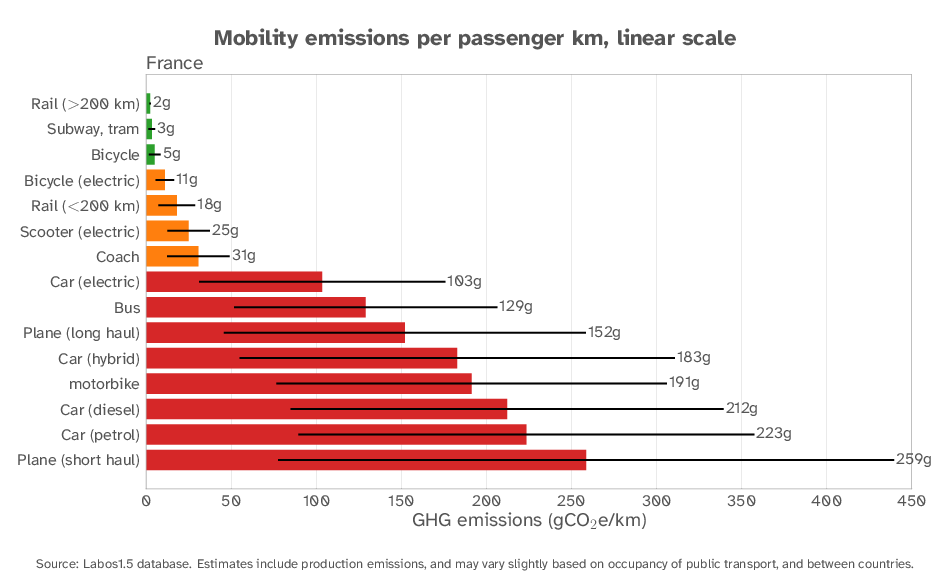 Mobility emissions per passenger km, linear scale
France
Rail (>200 km) 2g
Subway, tram 3g
Bicycle 5g
Bicycle (electric) 11g
Rail (<200 km) 18g
Scooter (electric) 25g
Coach 31g
Car (electric) 103g
Bus 129g
Plane (long haul) 152g
Car (hybrid) 183g
motorbike 191g
Car (diesel) 212g
Car (petrol) 223g
Plane (short haul) 259g
0 50 100 150 200 250 300 350 400 450
GHG emissions (gCO₂e/km)
Source: Labos1.5 database. Estimates include production emissions, and may vary slightly based on occupancy of public transport, and between countries.